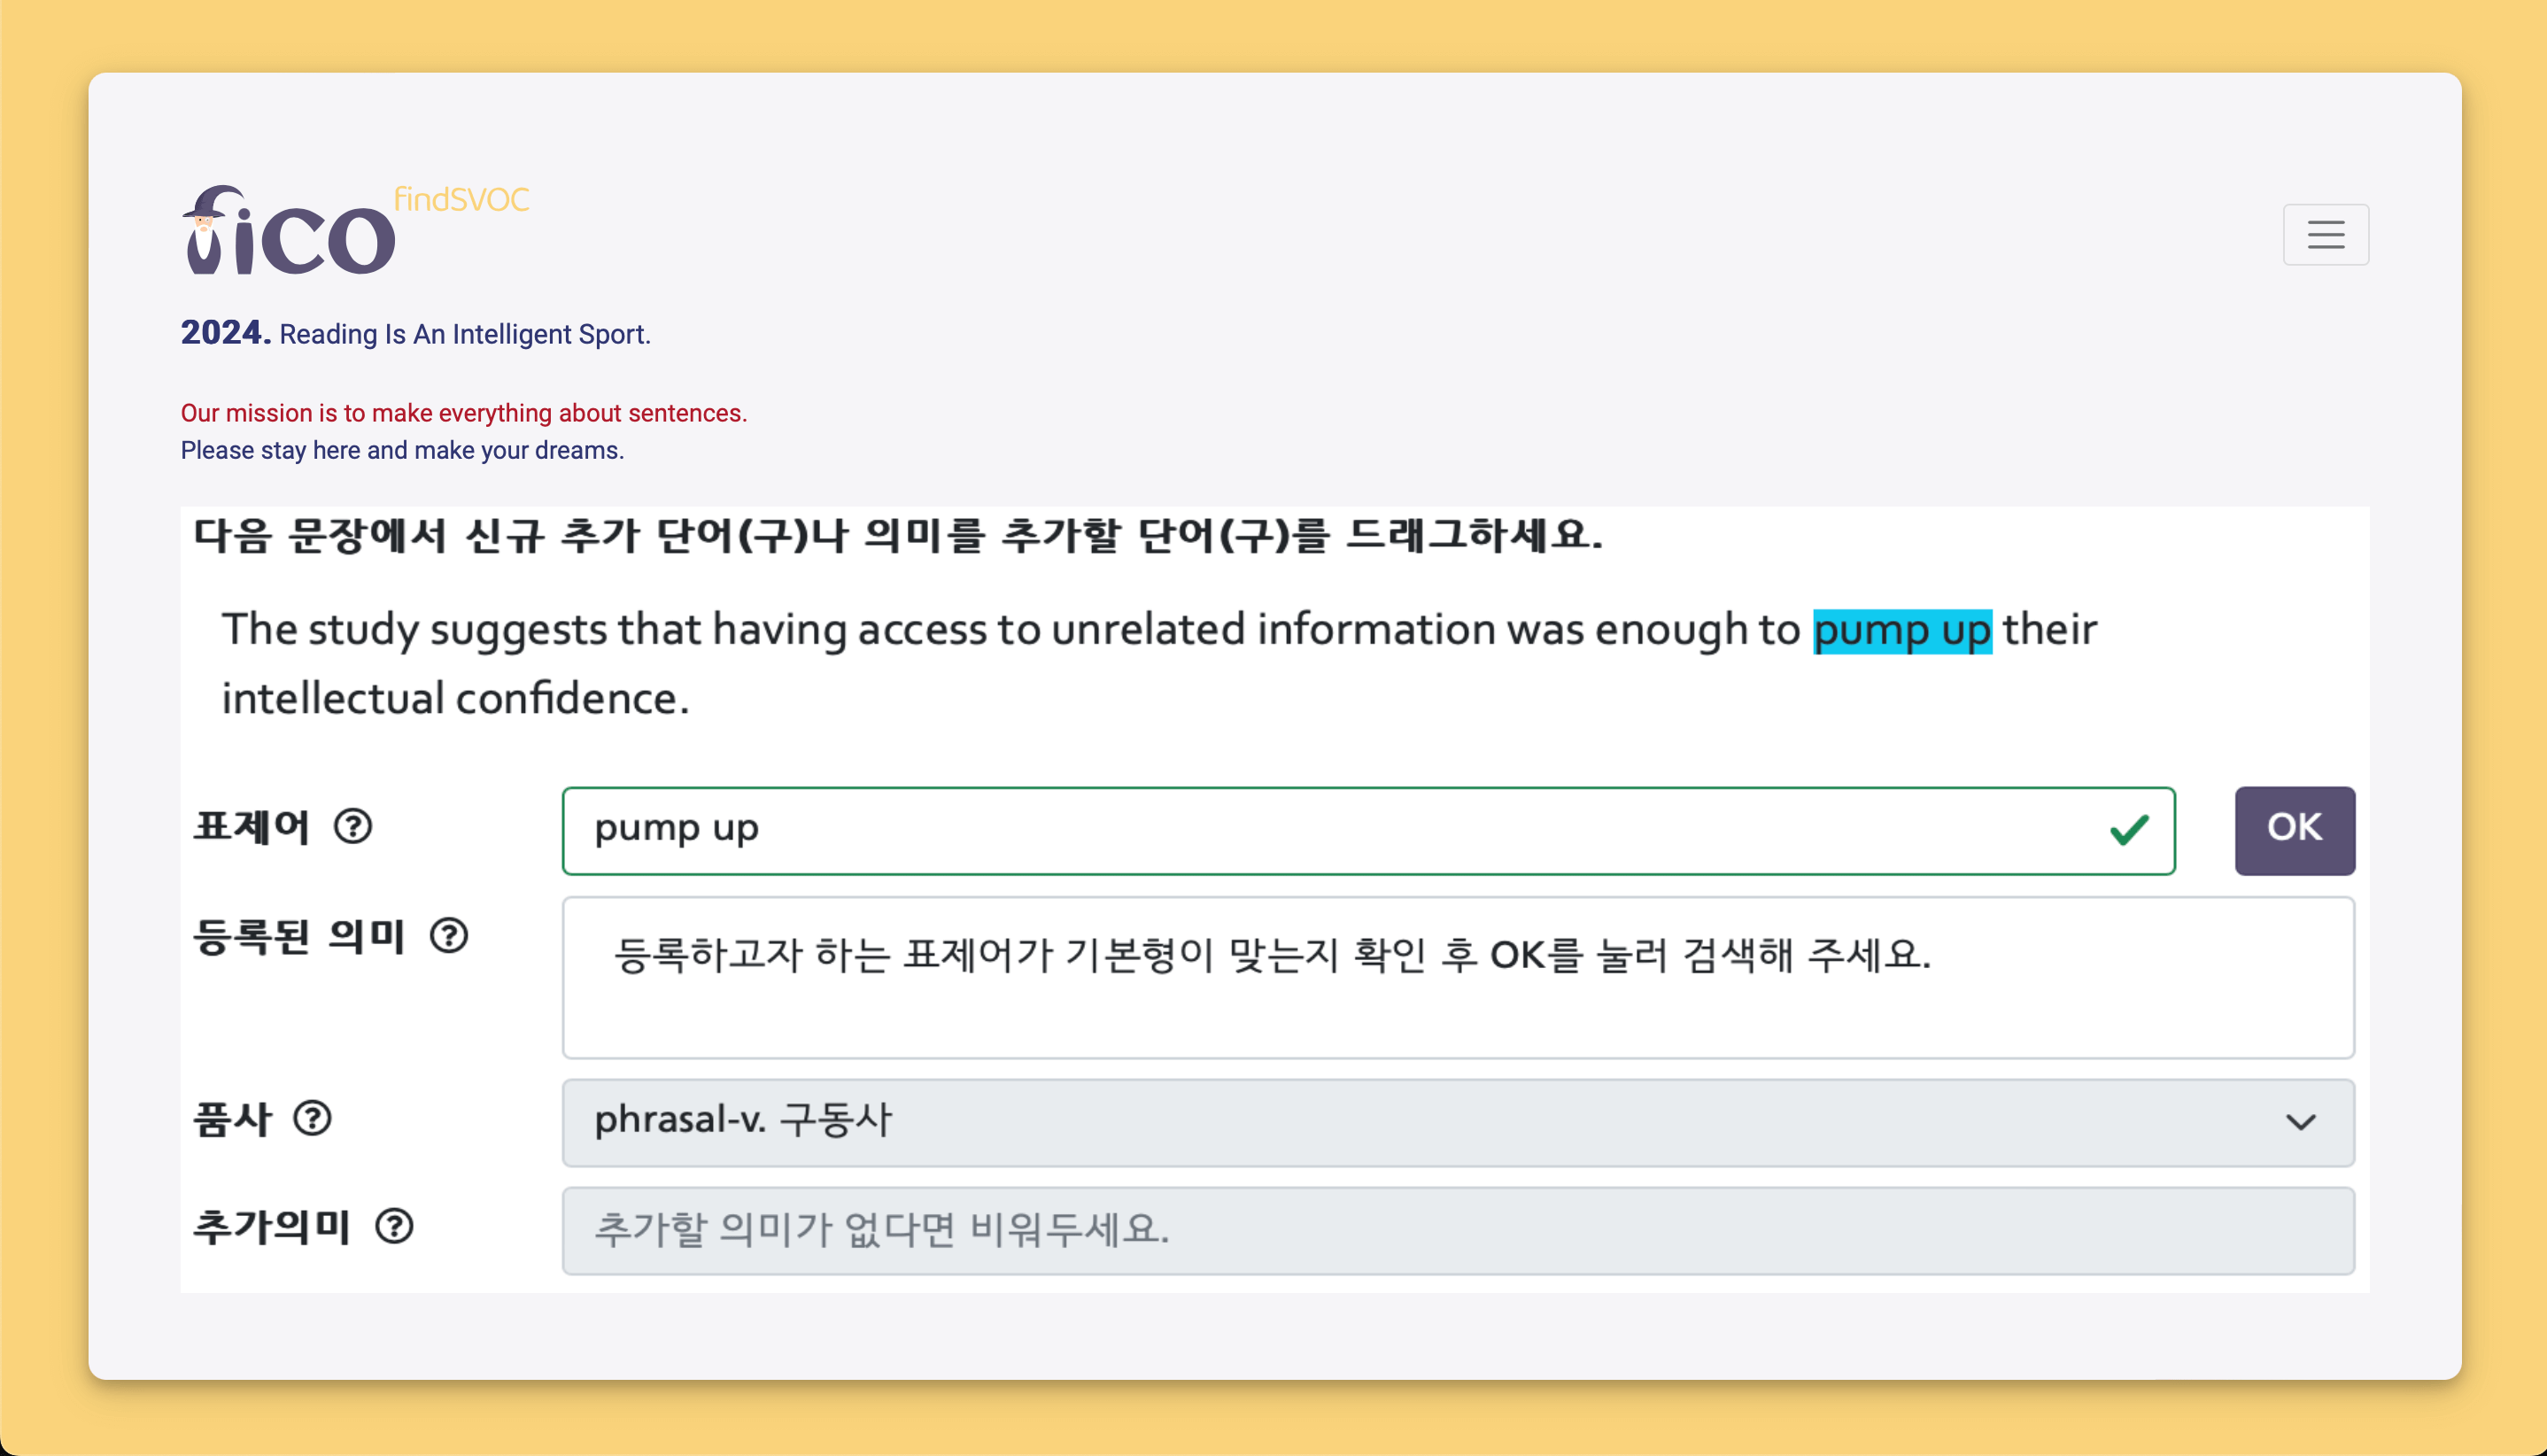 fico findSVOC
2024. Reading Is An Intelligent Sport.
Our mission is to make everything about sentences.
Please stay here and make your dreams.
다음 문장에서 신규 추가 단어(구)나 의미를 추가할 단어(구)를 드래그하세요.
The study suggests that having access to unrelated information was enough to pump up their
intellectual confidence.
표제어 ? pump up OK
등록된 의미 ? 등록하고자 하는 표제어가 기본형이 맞는지 확인 후 OK를 눌러 검색해 주세요.
품사 ? phrasal-v. 구동사
추가의미 ? 추가할 의미가 없다면 비워두세요.